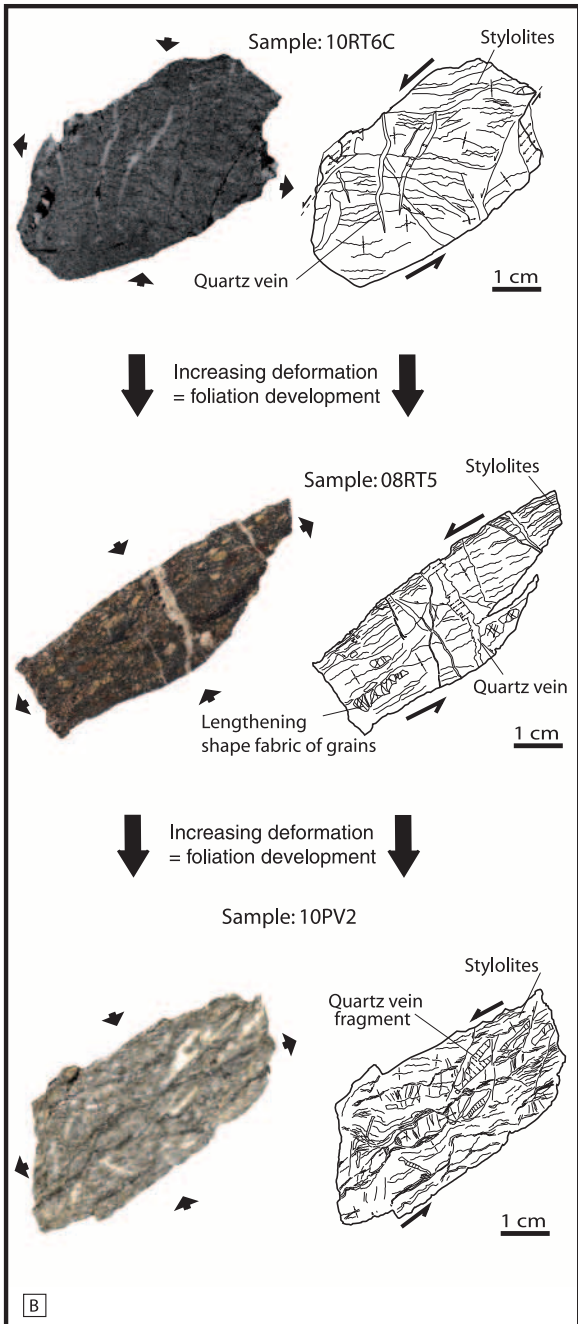 Sample: 10RT6C
Stylolites
Quartz vein
1 cm
Increasing deformation
= foliation development
Sample: 08RT5
Stylolites
Quartz vein
Lengthening
shape fabric of grains
1 cm
Increasing deformation
= foliation development
Sample: 10PV2
Stylolites
Quartz vein
fragment
1 cm
B